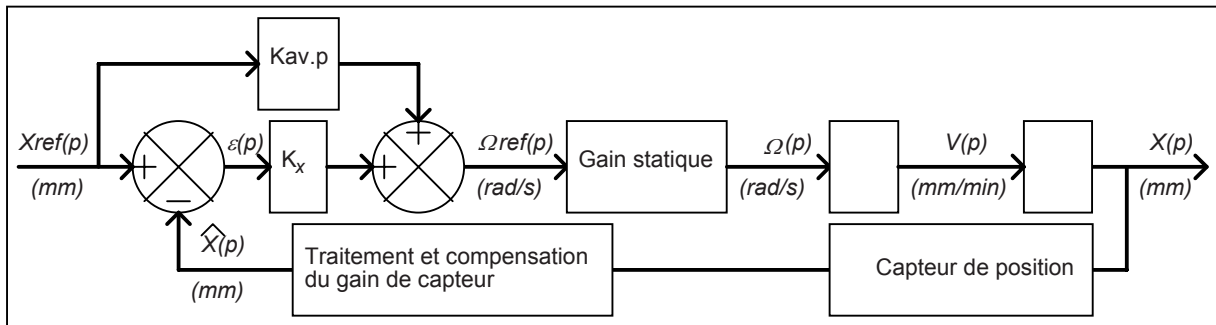 Kav.p
Xref(p)
(mm)
+
−
ε(p)
Kx
+
+
Ωref(p)
(rad/s)
Gain statique
Ω(p)
(rad/s)
V(p)
(mm/min)
X(p)
(mm)
X̂(p)
(mm)
Traitement et compensation
du gain de capteur
Capteur de position